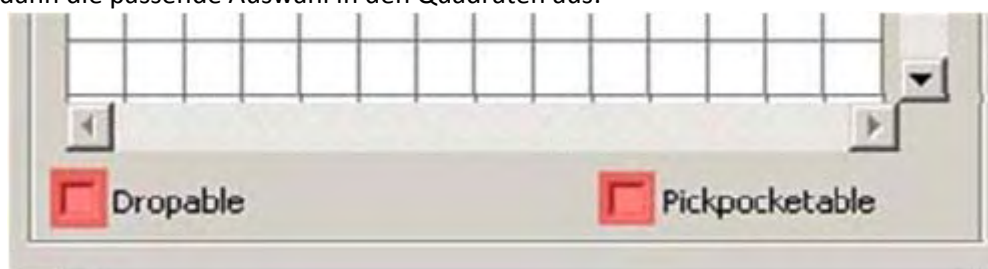 dann die passende Auswahl in den Quadraten aus.
Dropable
Pickpocketable